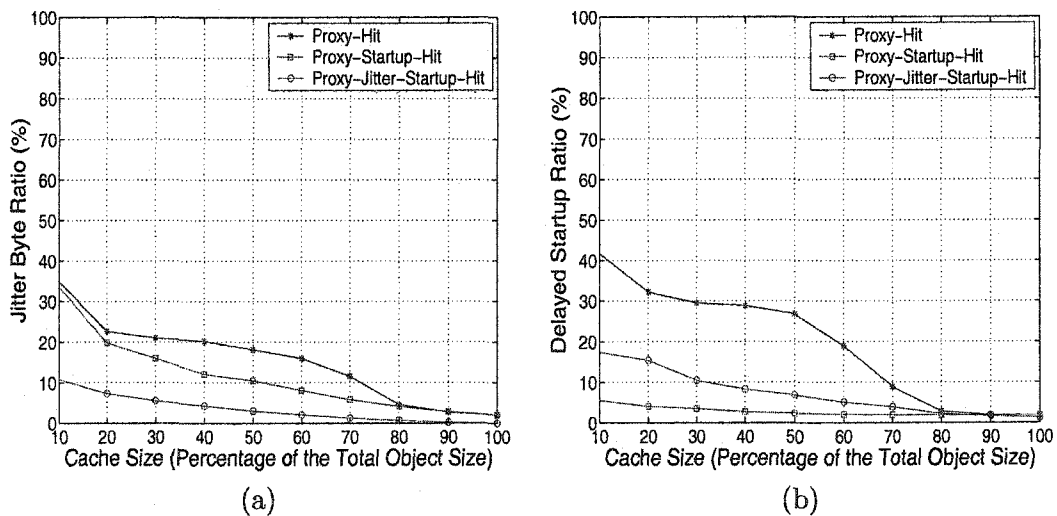 100
90
80
70
60
50
40
30
20
10
0
Jitter Byte Ratio (%)
Proxy-Hit
Proxy-Startup-Hit
Proxy-Jitter-Startup-Hit
10 20 30 40 50 60 70 80 90 100
Cache Size (Percentage of the Total Object Size)
(a)
100
90
80
70
60
50
40
30
20
10
0
Delayed Startup Ratio (%)
Proxy-Hit
Proxy-Startup-Hit
Proxy-Jitter-Startup-Hit
10 20 30 40 50 60 70 80 90 100
Cache Size (Percentage of the Total Object Size)
(b)